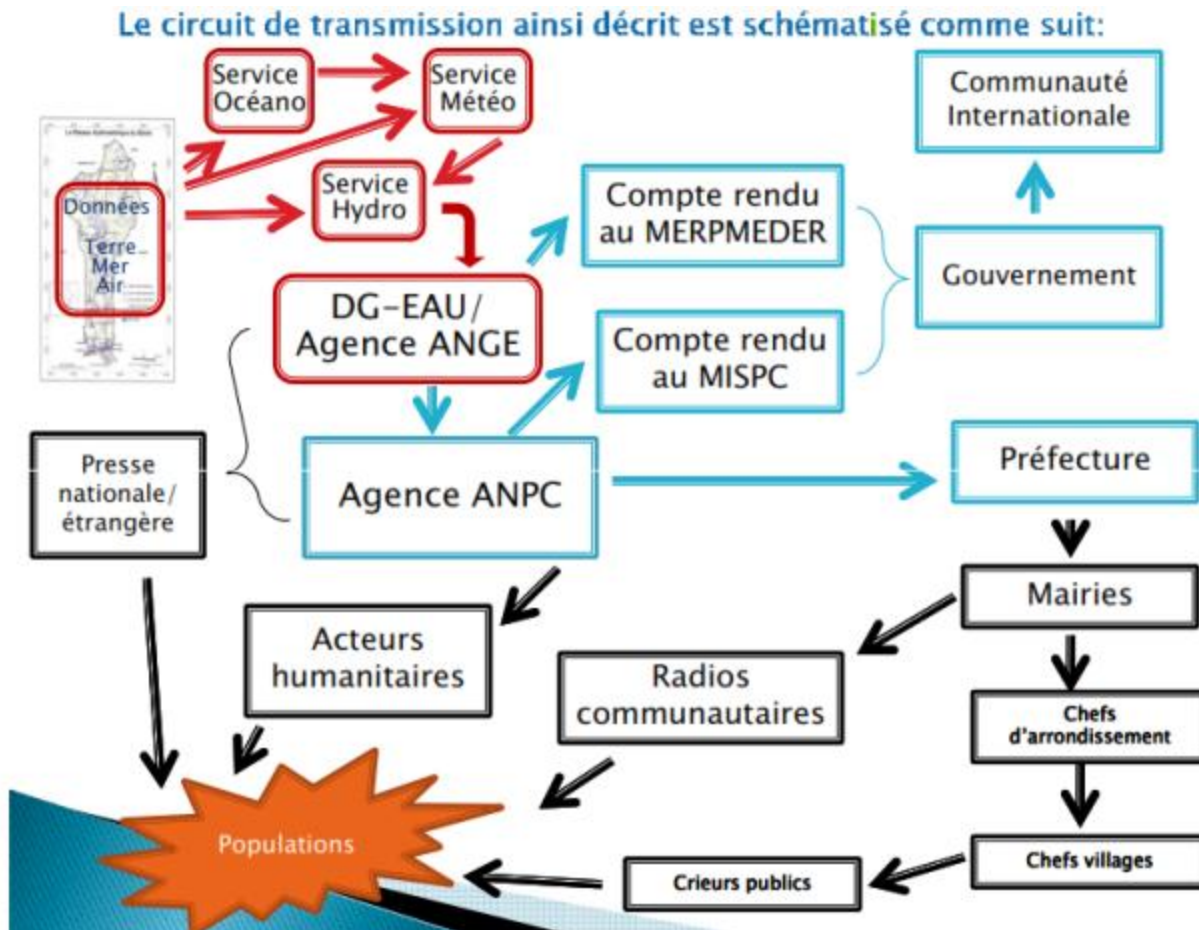 Le circuit de transmission ainsi décrit est schématisé comme suit:
Service
Océano
Service
Météo
Communauté
Internationale
Données
Terre
Mer
Air
Service
Hydro
Compte rendu
au MERPMEDER
Gouvernement
DG-EAU/
Agence ANGE
Compte rendu
au MISPC
Presse
nationale/
étrangère
Agence ANPC
Préfecture
Mairies
Acteurs
humanitaires
Radios
communautaires
Chefs
d'arrondissement
Populations
Chefs villages
Crieurs publics